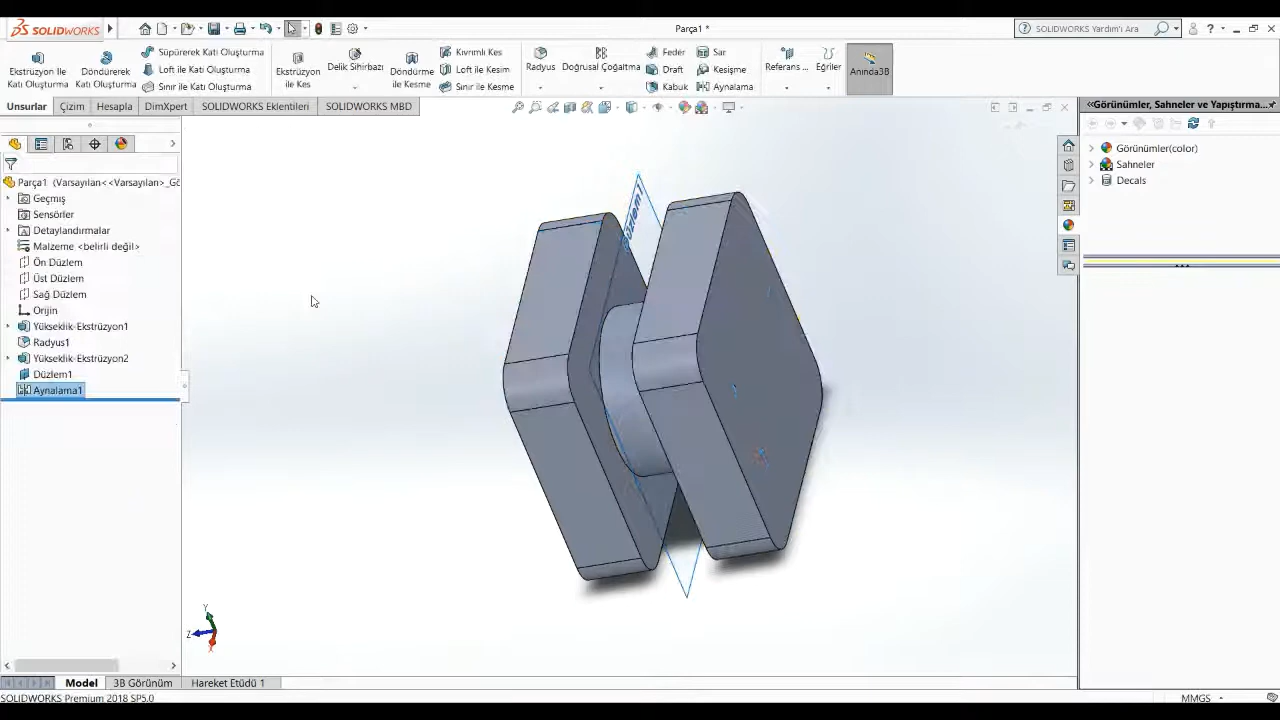 SOLIDWORKS
Parça1 *
SOLIDWORKS Yardım'ı Ara
Ekstrüzyon İle Katı Oluşturma
Döndürerek Katı Oluşturma
Süpürerek Katı Oluşturma
Loft ile Katı Oluşturma
Sınır ile Katı Oluşturma
Ekstrüzyon ile Kes
Delik Sihirbazı
Döndürme ile Kesme
Kıvrımlı Kes
Loft ile Kesim
Sınır ile Kesme
Radyus
Doğrusal Çoğaltma
Feder
Draft
Kabuk
Sar
Kesişme
Aynalama
Referans ...
Eğriler
Anında3B
Unsurlar
Çizim
Hesapla
DimXpert
SOLIDWORKS Eklentileri
SOLIDWORKS MBD
Görünümler, Sahneler ve Yapıştırma...
Görünümler(color)
Sahneler
Decals
Parça1 (Varsayılan<<Varsayılan>_Gö
Geçmiş
Sensörler
Detaylandırmalar
Malzeme <belirli değil>
Ön Düzlem
Üst Düzlem
Sağ Düzlem
Orijin
Yükseklik-Ekstrüzyon1
Radyus1
Yükseklik-Ekstrüzyon2
Düzlem1
Aynalama1
Düzlem1
Y
Z
X
Model
3B Görünüm
Hareket Etüdü 1
SOLIDWORKS Premium 2018 SP5.0
MMGS